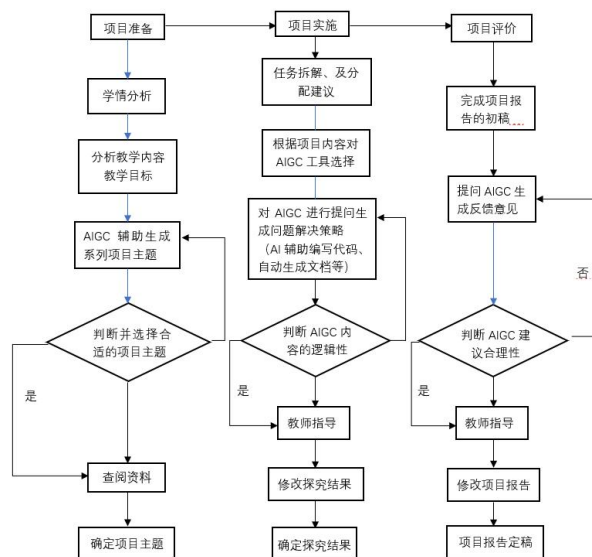 项目准备
项目实施
项目评价
学情分析
分析教学内容
教学目标
AIGC 辅助生成
系列项目主题
判断并选择合
适的项目主题
是
查阅资料
确定项目主题
任务拆解、及分
配建议
根据项目内容对
AIGC 工具选择
对 AIGC 进行提问生
成问题解决策略
（AI 辅助编写代码、
自动生成文档等）
判断 AIGC 内
容的逻辑性
是
教师指导
修改探究结果
确定探究结果
完成项目报
告的初稿
提问 AIGC 生
成反馈意见
否
判断 AIGC 建
议合理性
是
教师指导
修改项目报告
项目报告定稿